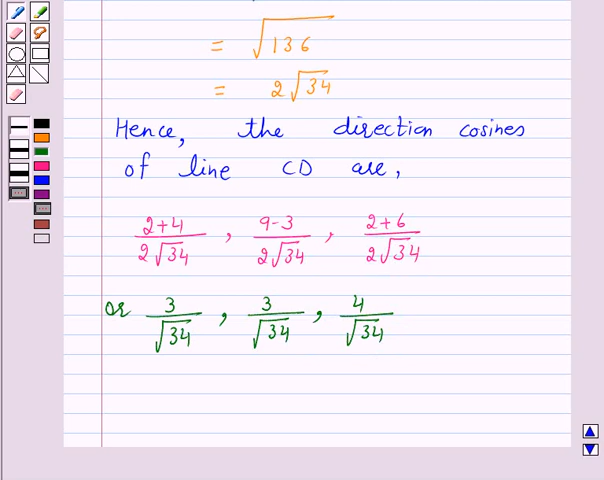 = √136
= 2√34
Hence, the direction cosines
of line CD are,
(2+4)/(2√34) , (9-3)/(2√34) , (2+6)/(2√34)
or 3/√34 , 3/√34 , 4/√34